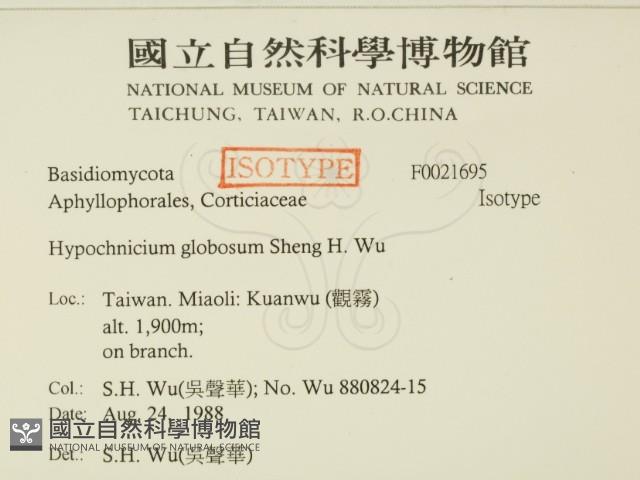 國立自然科學博物館
NATIONAL MUSEUM OF NATURAL SCIENCE
TAICHUNG, TAIWAN, R.O.CHINA
Basidiomycota ISOTYPE F0021695
Aphyllophorales, Corticiaceae Isotype
Hypochnicium globosum Sheng H. Wu
Loc.: Taiwan. Miaoli: Kuanwu (觀霧)
alt. 1,900m;
on branch.
Col.: S.H. Wu(吳聲華); No. Wu 880824-15
Date: Aug. 24, 1988
國立自然科學博物館
NATIONAL MUSEUM OF NATURAL SCIENCE
Det.: S.H. Wu(吳聲華)